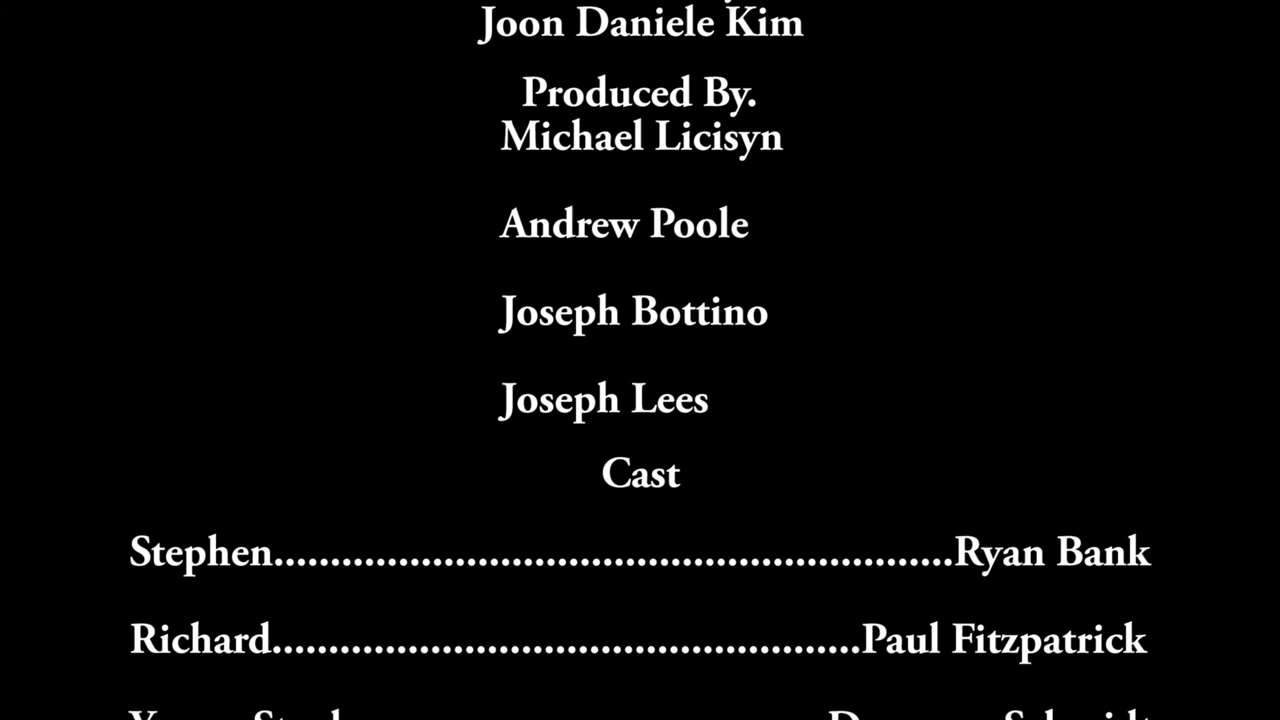 Joon Daniele Kim
Produced By.
Michael Licisyn
Andrew Poole
Joseph Bottino
Joseph Lees
Cast
Stephen.............................................................Ryan Bank
Richard.....................................................Paul Fitzpatrick